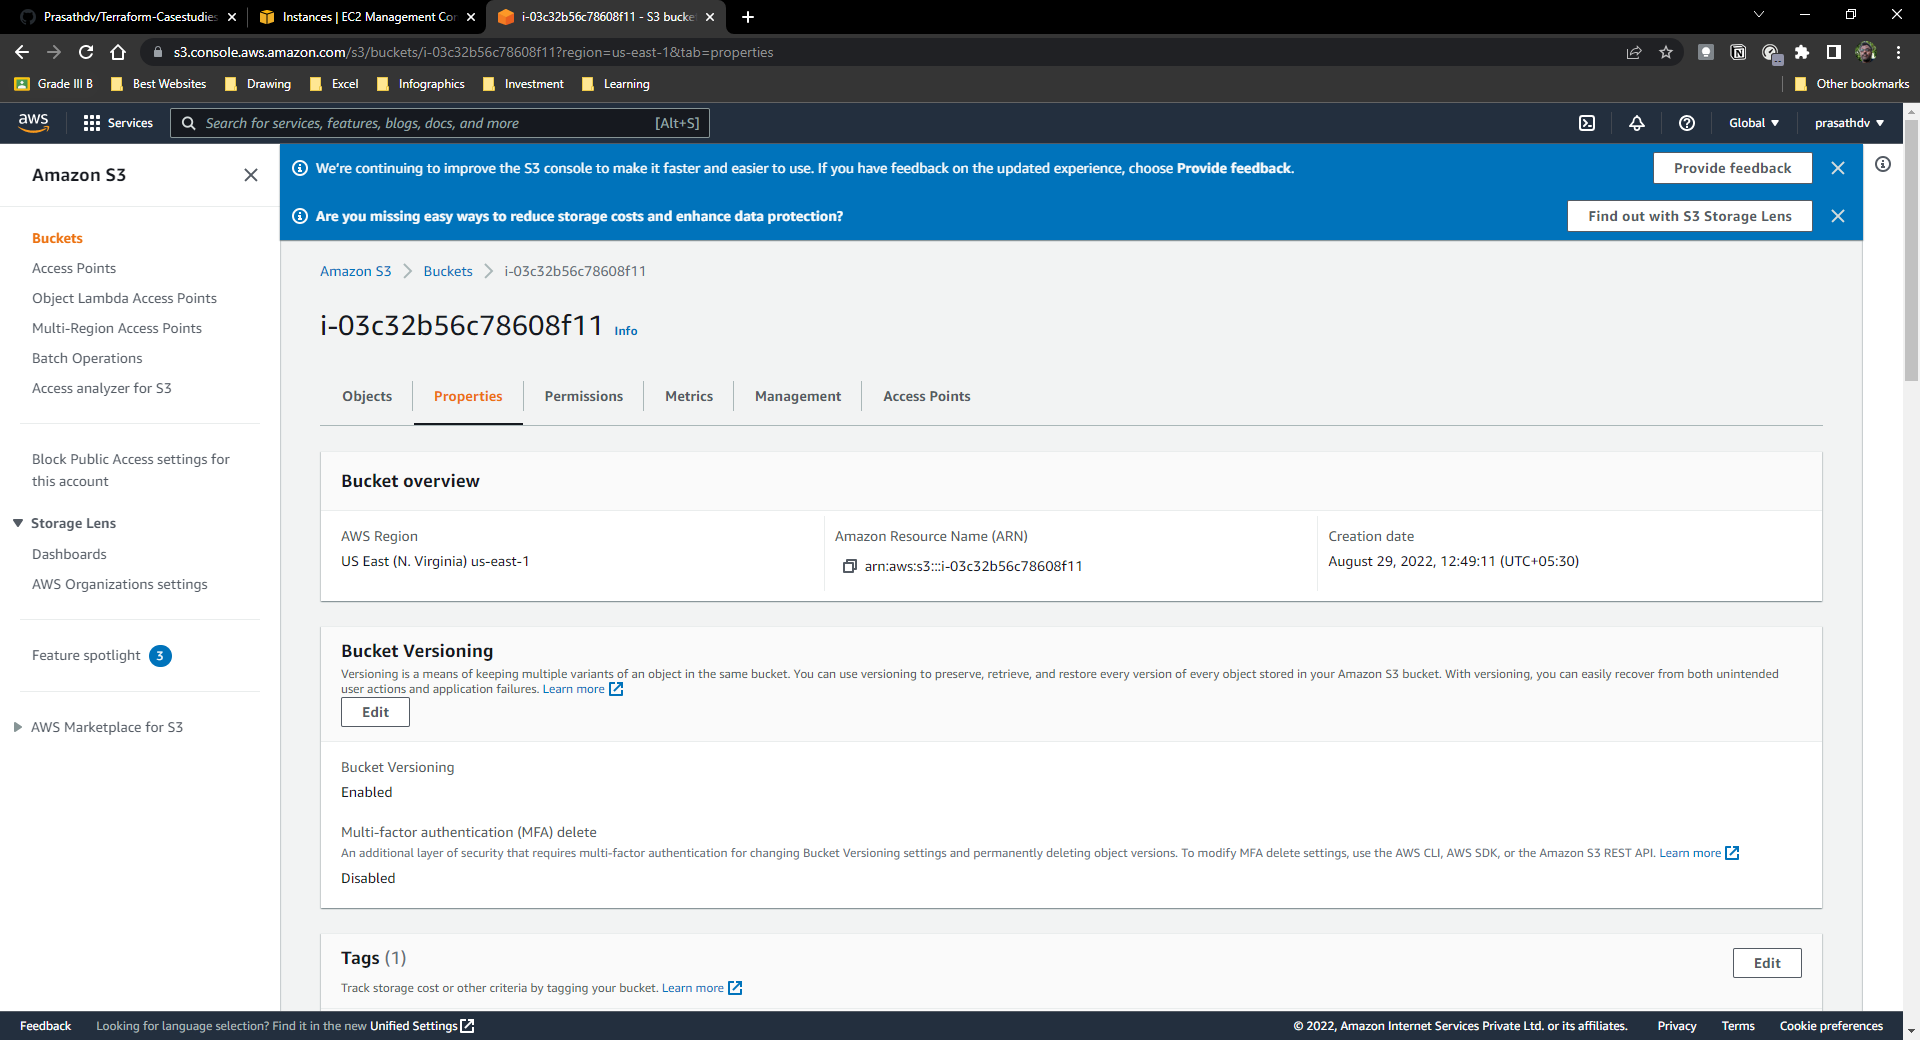 Prasathdv/Terraform-Casestudies
Instances | EC2 Management Con
i-03c32b56c78608f11 - S3 bucket
s3.console.aws.amazon.com/s3/buckets/i-03c32b56c78608f11?region=us-east-1&tab=properties
Grade III B
Best Websites
Drawing
Excel
Infographics
Investment
Learning
Other bookmarks
aws
Services
Search for services, features, blogs, docs, and more
[Alt+S]
Global
prasathdv
Amazon S3
We're continuing to improve the S3 console to make it faster and easier to use. If you have feedback on the updated experience, choose Provide feedback.
Provide feedback
Are you missing easy ways to reduce storage costs and enhance data protection?
Find out with S3 Storage Lens
Buckets
Access Points
Object Lambda Access Points
Multi-Region Access Points
Batch Operations
Access analyzer for S3
Block Public Access settings for
this account
Storage Lens
Dashboards
AWS Organizations settings
Feature spotlight 3
AWS Marketplace for S3
Amazon S3 > Buckets > i-03c32b56c78608f11
i-03c32b56c78608f11 Info
Objects
Properties
Permissions
Metrics
Management
Access Points
Bucket overview
AWS Region
US East (N. Virginia) us-east-1
Amazon Resource Name (ARN)
arn:aws:s3:::i-03c32b56c78608f11
Creation date
August 29, 2022, 12:49:11 (UTC+05:30)
Bucket Versioning
Versioning is a means of keeping multiple variants of an object in the same bucket. You can use versioning to preserve, retrieve, and restore every version of every object stored in your Amazon S3 bucket. With versioning, you can easily recover from both unintended
user actions and application failures. Learn more
Edit
Bucket Versioning
Enabled
Multi-factor authentication (MFA) delete
An additional layer of security that requires multi-factor authentication for changing Bucket Versioning settings and permanently deleting object versions. To modify MFA delete settings, use the AWS CLI, AWS SDK, or the Amazon S3 REST API. Learn more
Disabled
Tags (1)
Edit
Track storage cost or other criteria by tagging your bucket. Learn more
Feedback
Looking for language selection? Find it in the new Unified Settings
© 2022, Amazon Internet Services Private Ltd. or its affiliates.
Privacy
Terms
Cookie preferences